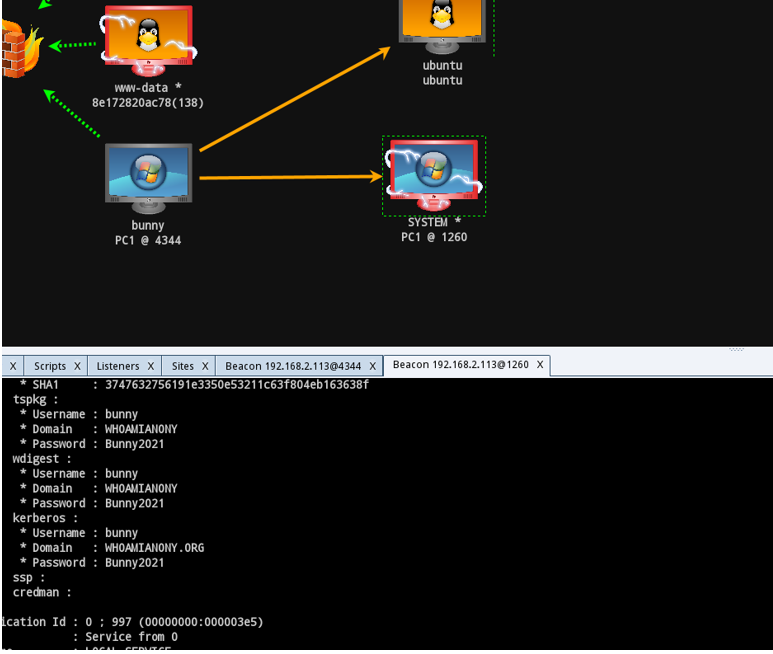 ubuntu
ubuntu
www-data *
8e172820ac78(138)
bunny
PC1 @ 4344
SYSTEM *
PC1 @ 1260
X Scripts X Listeners X Sites X Beacon 192.168.2.113@4344 X Beacon 192.168.2.113@1260 X
* SHA1 : 3747632756191e3350e53211c63f804eb163638f
tspkg :
* Username : bunny
* Domain : WHOAMIANONY
* Password : Bunny2021
wdigest :
* Username : bunny
* Domain : WHOAMIANONY
* Password : Bunny2021
kerberos :
* Username : bunny
* Domain : WHOAMIANONY.ORG
* Password : Bunny2021
ssp :
credman :
ication Id : 0 ; 997 (00000000:000003e5)
: Service from 0
: LOCAL SERVICE